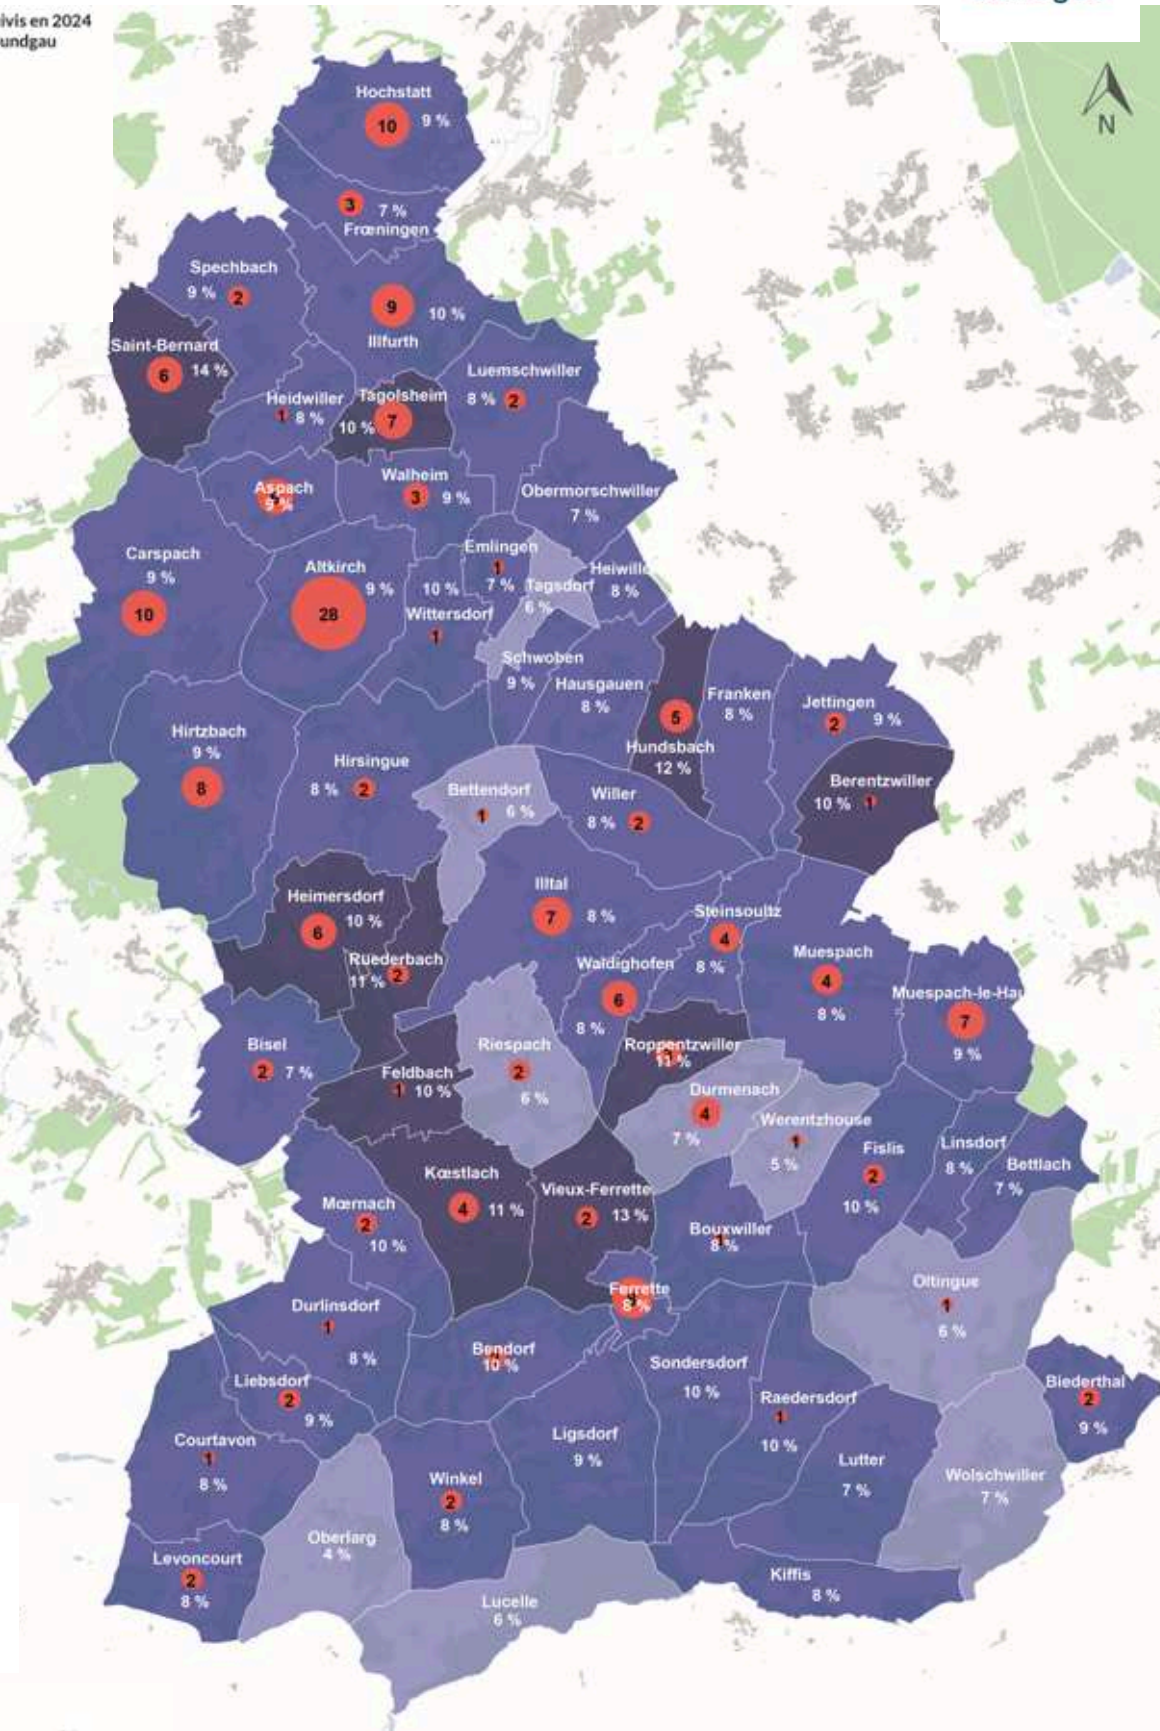 ivis en 2024
undgau
N
Hochstatt
10
9 %
3
7 %
Frœningen
Spechbach
9 %
2
9
10 %
Illfurth
Saint-Bernard
6
14 %
Luemschwiller
8 %
2
Heidwiller
1
8 %
Tagolsheim
10 %
7
Aspach
9 %
Walheim
3
9 %
Obermorschwiller
7 %
Carspach
9 %
10
Altkirch
9 %
28
Emlingen
1
7 %
10 %
Wittersdorf
1
Tagsdorf
6 %
Heiwille
8 %
Schwoben
9 %
Hausgauen
8 %
5
Hundsbach
12 %
Franken
8 %
Jettingen
2
9 %
Hirtzbach
9 %
8
Hirsingue
8 %
2
Bettendorf
1
6 %
Willer
8 %
2
Berentzwiller
10 %
1
Heimersdorf
10 %
6
Illtal
7
8 %
Steinsoultz
4
8 %
Ruederbach
11 %
2
Waldighofen
6
8 %
Muespach
4
8 %
Muespach-le-Hau
7
9 %
Bisel
2
7 %
Feldbach
1
10 %
Riespach
2
6 %
Roppentzwiller
11 %
Durmenach
4
7 %
Werentzhouse
1
5 %
Fislis
2
10 %
Linsdorf
8 %
Bettlach
7 %
Kœstlach
4
11 %
Vieux-Ferrette
2
13 %
Mœrnach
2
10 %
Bouxwiller
8 %
Ferrette
8 %
Oltingue
1
6 %
Durlinsdorf
1
8 %
Bendorf
10 %
Sondersdorf
10 %
Liebsdorf
2
9 %
Raedersdorf
1
10 %
Biederthal
2
9 %
Courtavon
1
8 %
Ligsdorf
9 %
Lutter
7 %
Winkel
2
8 %
Wolschwiller
7 %
Oberlarg
4 %
Levoncourt
2
8 %
Kiffis
8 %
Lucelle
6 %